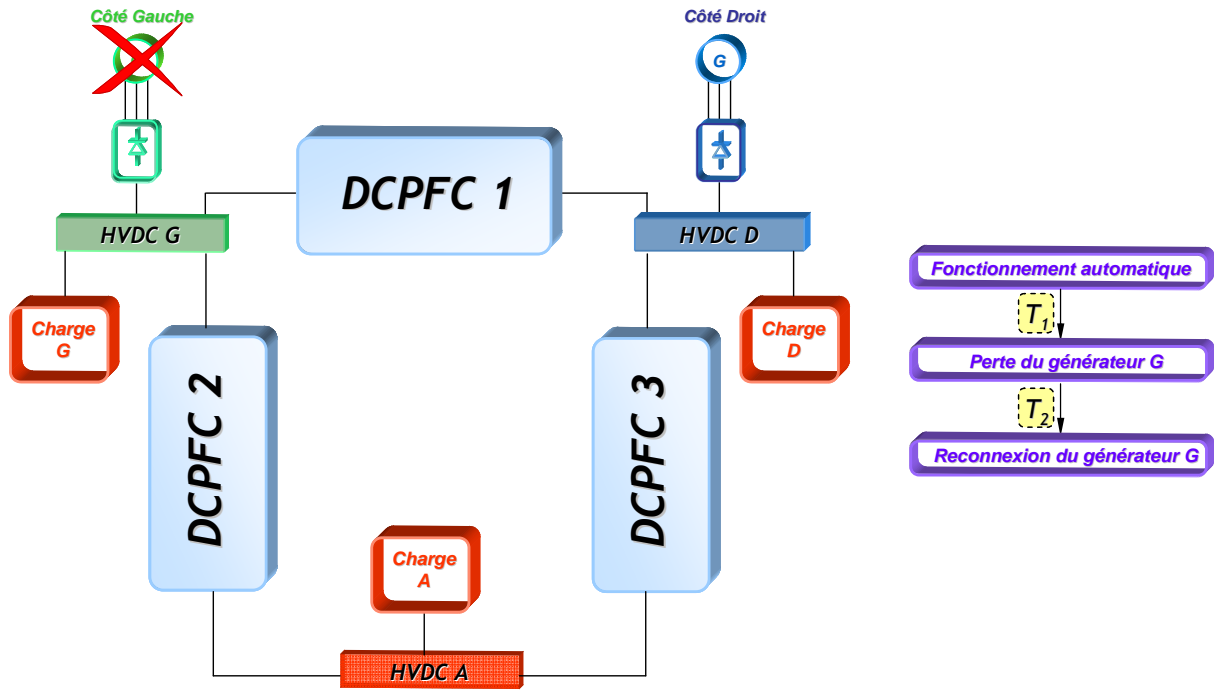 Côté Gauche
Côté Droit
G
DCPFC 1
HVDC G
HVDC D
Charge
G
Charge
D
DCPFC 2
DCPFC 3
Charge
A
HVDC A
Fonctionnement automatique
T1
Perte du générateur G
T2
Reconnexion du générateur G